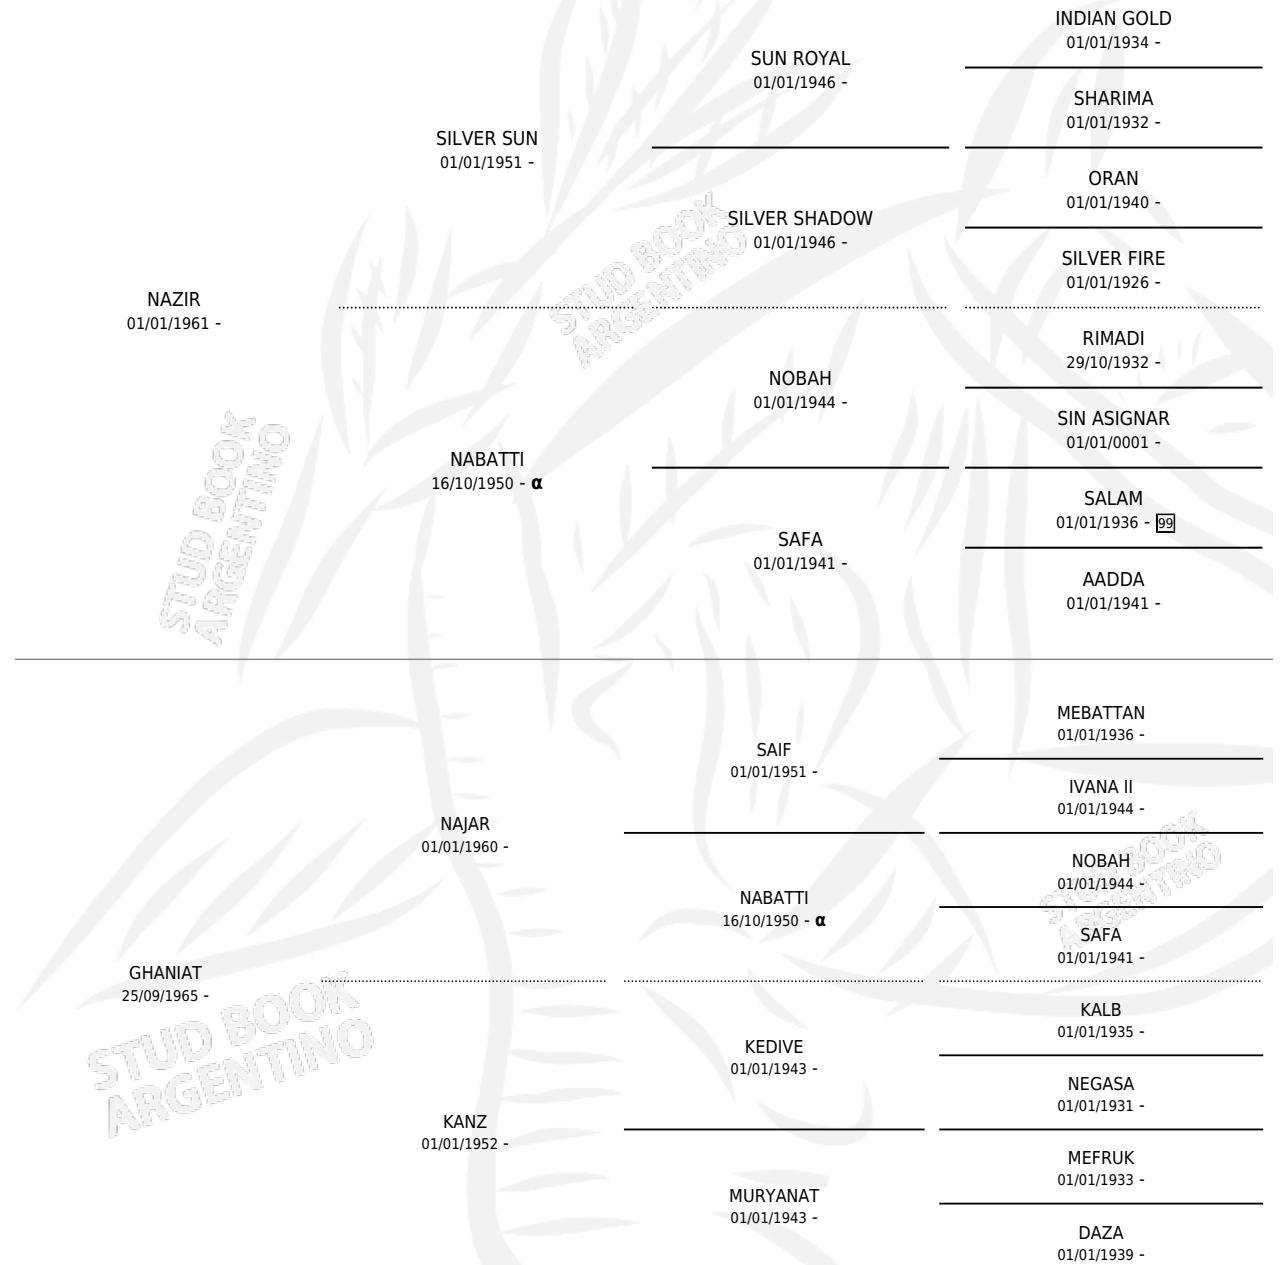 INDIAN GOLD
01/01/1934 -
SUN ROYAL
01/01/1946 -
SHARIMA
01/01/1932 -
SILVER SUN
01/01/1951 -
ORAN
01/01/1940 -
SILVER SHADOW
01/01/1946 -
SILVER FIRE
01/01/1926 -
NAZIR
01/01/1961 -
RIMADI
29/10/1932 -
NOBAH
01/01/1944 -
SIN ASIGNAR
01/01/0001 -
NABATTI
16/10/1950 - α
SALAM
01/01/1936 - 99
SAFA
01/01/1941 -
AADDA
01/01/1941 -
MEBATTAN
01/01/1936 -
SAIF
01/01/1951 -
IVANA II
01/01/1944 -
NAJAR
01/01/1960 -
NOBAH
01/01/1944 -
NABATTI
16/10/1950 - α
SAFA
01/01/1941 -
GHANIAT
25/09/1965 -
KALB
01/01/1935 -
KEDIVE
01/01/1943 -
NEGASA
01/01/1931 -
KANZ
01/01/1952 -
MEFRUK
01/01/1933 -
MURYANAT
01/01/1943 -
DAZA
01/01/1939 -
STUD BOOK
ARGENTINO
STUD BOOK
ARGENTINO
STUD BOOK
ARGENTINO
STUD BOOK
ARGENTINO